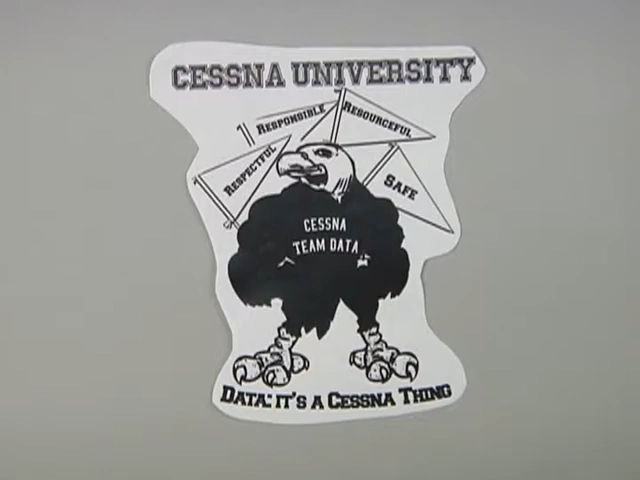 CESSNA UNIVERSITY
RESPONSIBLE
RESOURCEFUL
RESPECTFUL
SAFE
CESSNA
TEAM DATA
DATA: IT'S A CESSNA THING